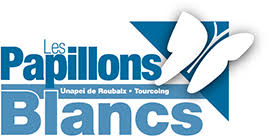 Les
Papillons
Unapei de Roubaix • Tourcoing
Blancs